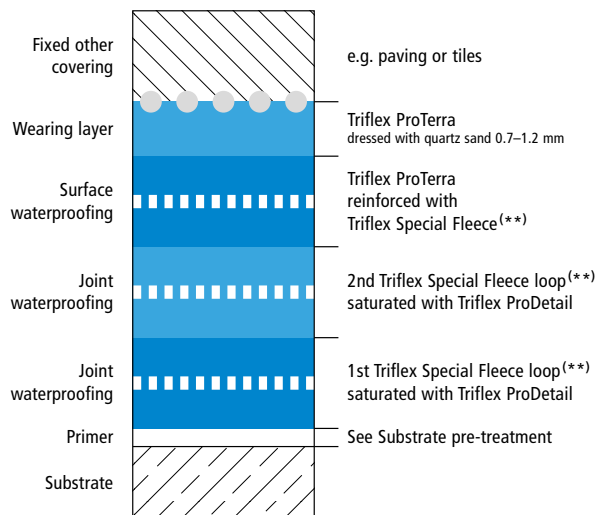 Fixed other
covering
e.g. paving or tiles
Wearing layer
Triflex ProTerra
dressed with quartz sand 0.7–1.2 mm
Surface
waterproofing
Triflex ProTerra
reinforced with
Triflex Special Fleece(**)
Joint
waterproofing
2nd Triflex Special Fleece loop(**)
saturated with Triflex ProDetail
Joint
waterproofing
1st Triflex Special Fleece loop(**)
saturated with Triflex ProDetail
Primer
See Substrate pre-treatment
Substrate